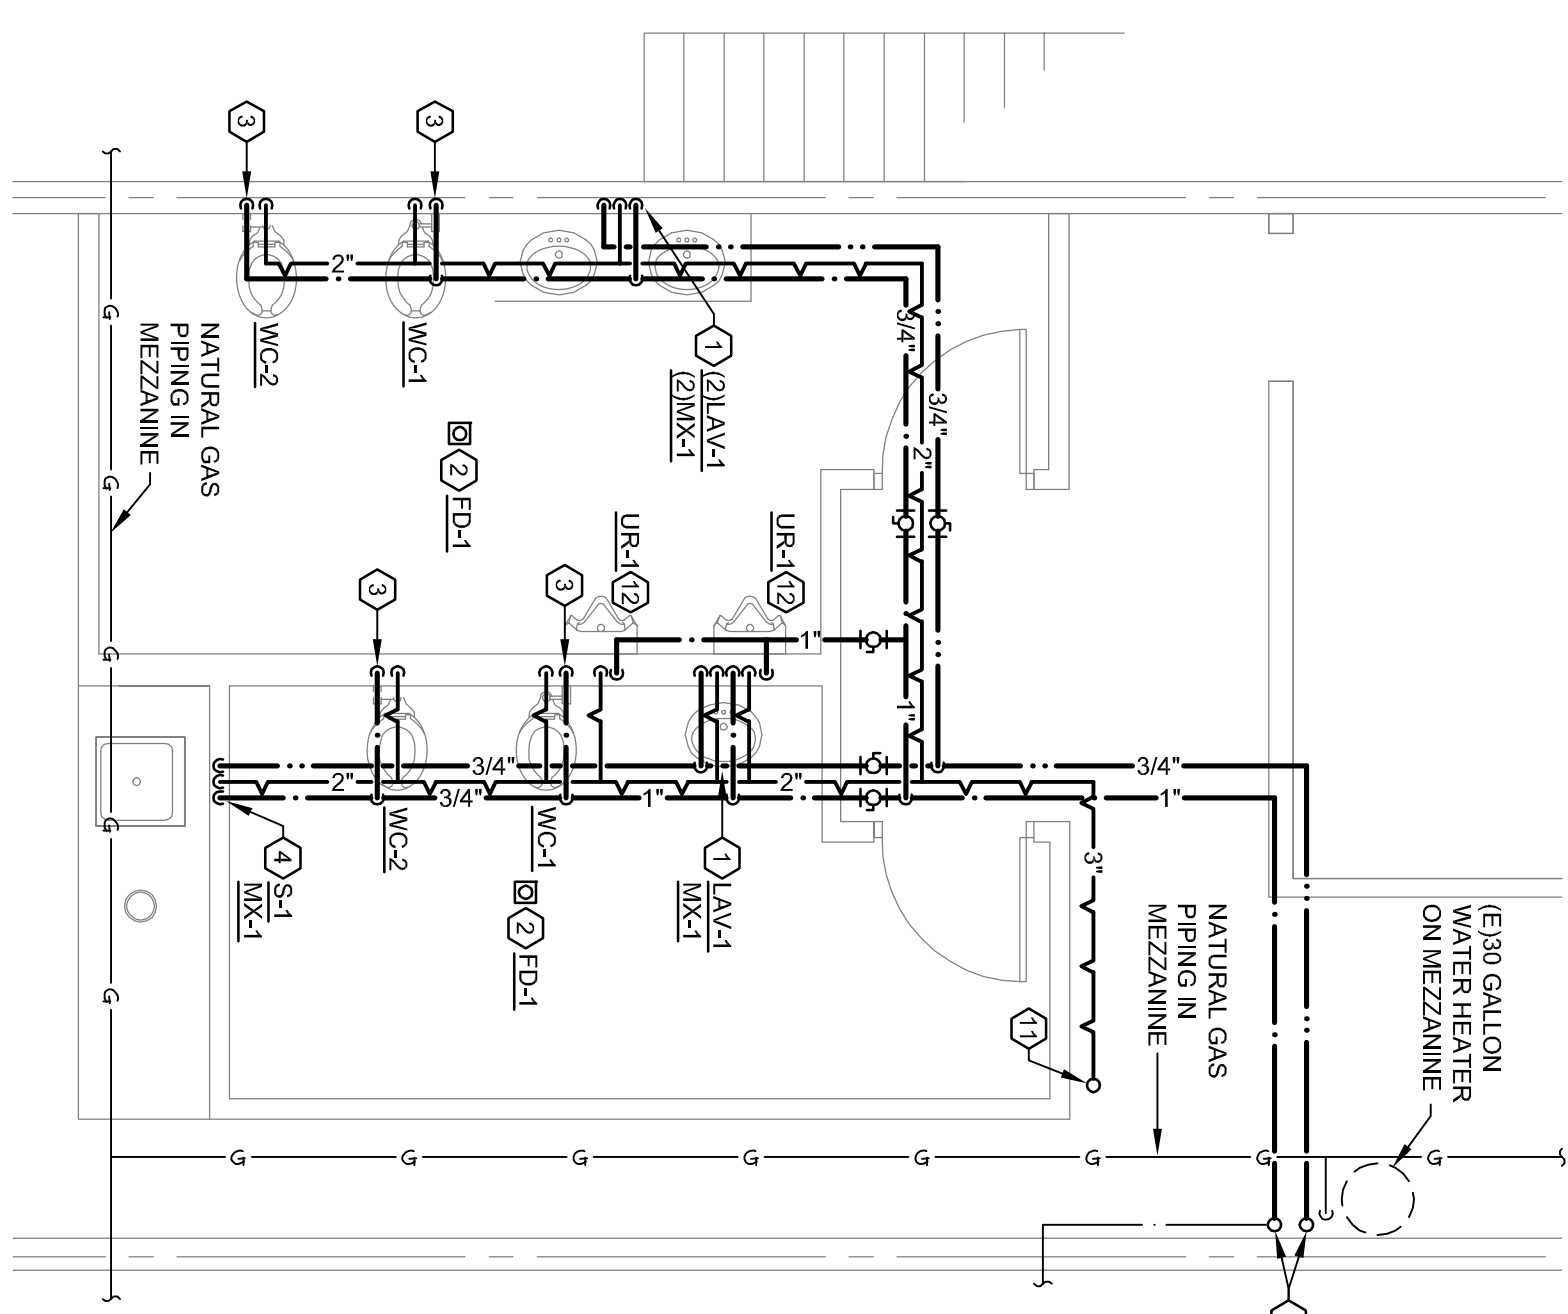 3
3
2"
WC-2
WC-1
1
(2)LAV-1
(2)MX-1
3/4"
3/4"
2"
NATURAL GAS
PIPING IN
MEZZANINE
G
G
G
G
G
2 FD-1
UR-1 12
UR-1 12
3
3
1"
1"
3/4"
2"
3/4"
3/4"
1"
2"
3/4"
1"
WC-2
WC-1
1
LAV-1
MX-1
4
S-1
MX-1
2 FD-1
3"
11
NATURAL GAS
PIPING IN
MEZZANINE
(E)30 GALLON
WATER HEATER
ON MEZZANINE
G
G
G
G
G
G
G
G